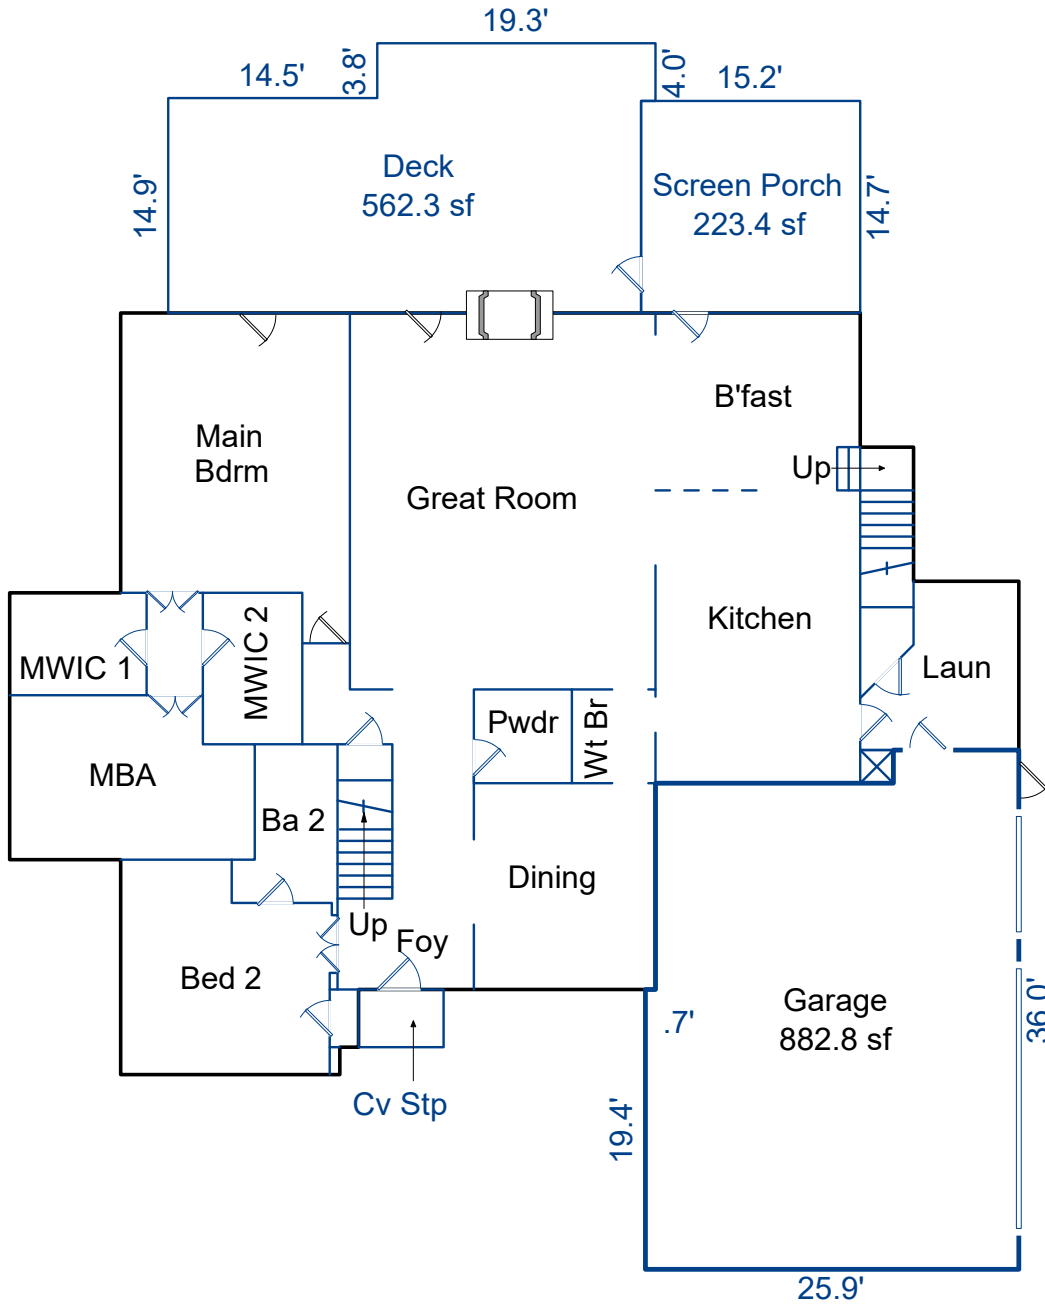 19.3'
14.5'
3.8'
4.0'
15.2'
Deck
562.3 sf
Screen Porch
223.4 sf
14.9'
14.7'
B'fast
Main
Bdrm
Up
Great Room
MWIC 1
MWIC 2
Kitchen
Laun
Pwdr
Wt Br
MBA
Ba 2
Dining
Up
Foy
Bed 2
Garage
882.8 sf
.7'
36.0'
Cv Stp
19.4'
25.9'